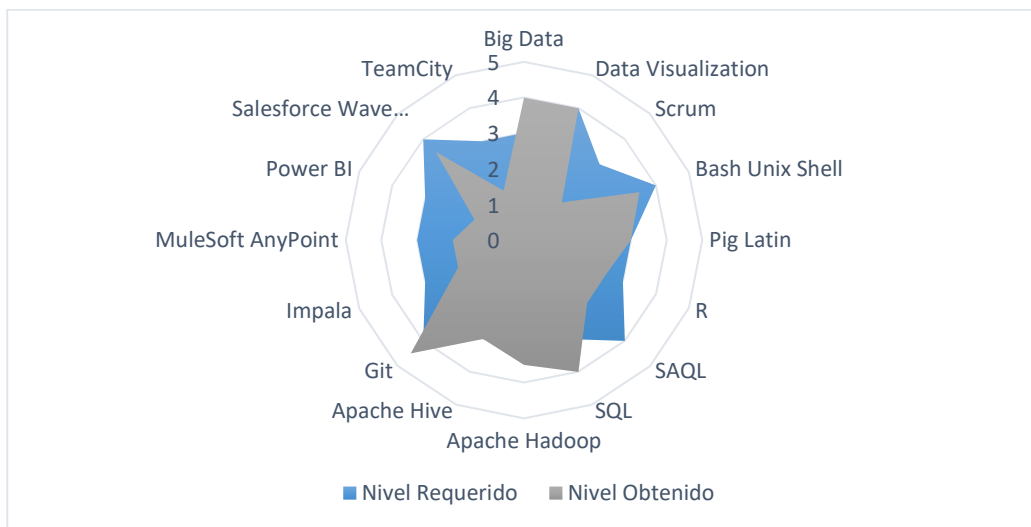 Big Data
Data Visualization
Scrum
Bash Unix Shell
Pig Latin
R
SAQL
SQL
Apache Hadoop
Apache Hive
Git
Impala
MuleSoft AnyPoint
Power BI
Salesforce Wave...
TeamCity
5
4
3
2
1
0
Nivel Requerido
Nivel Obtenido